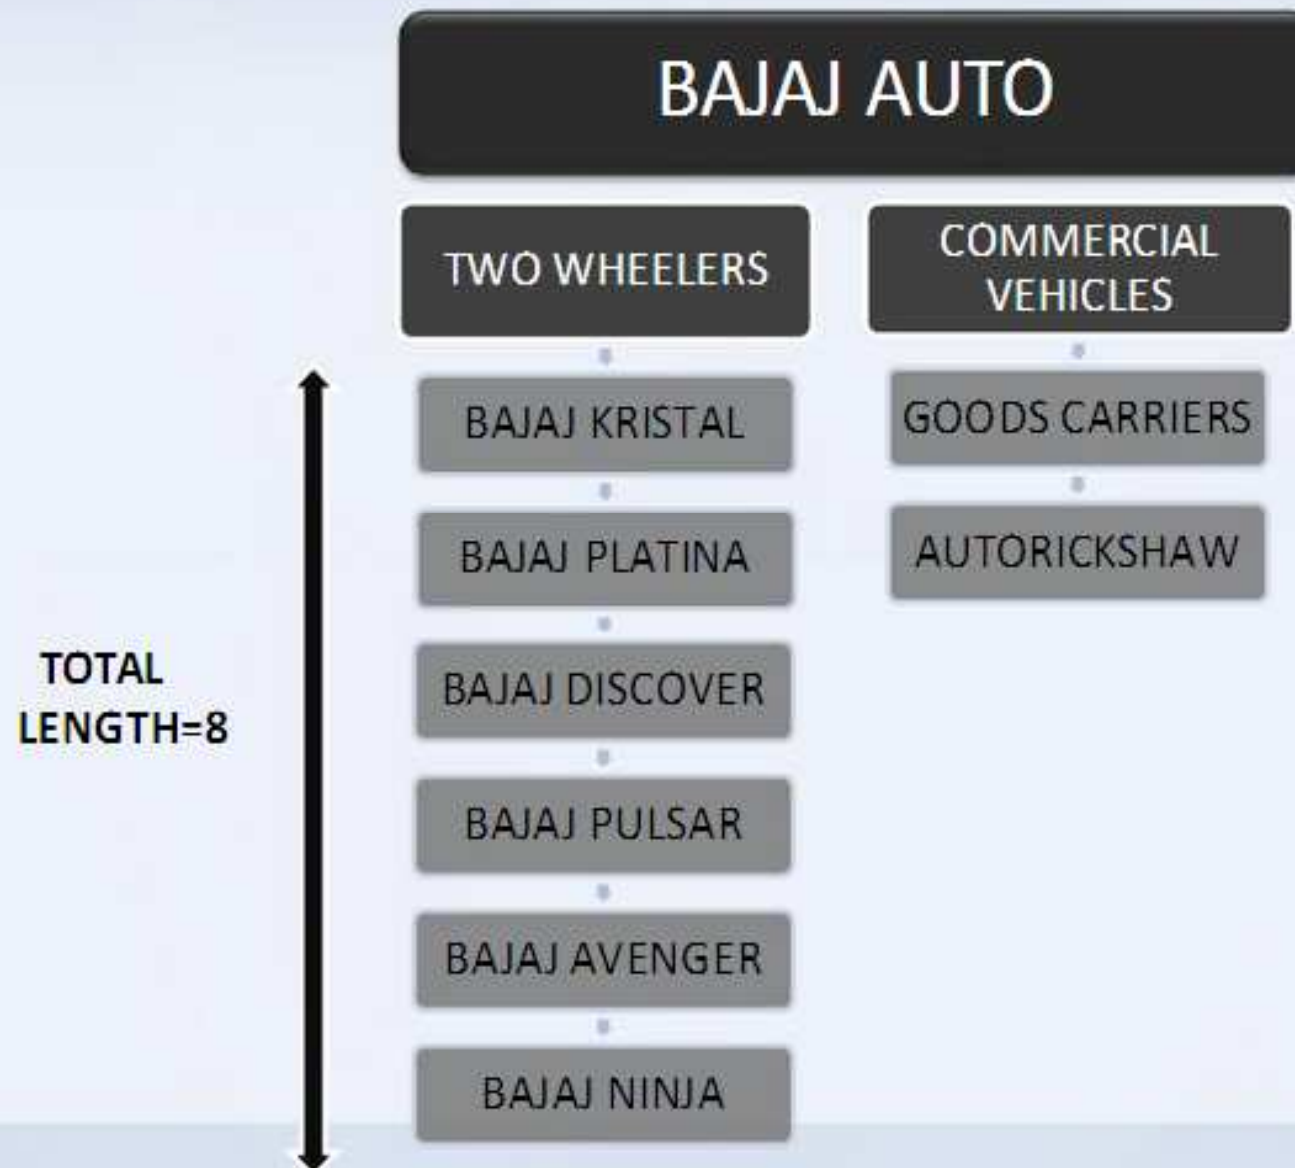 BAJAJ AUTO
TWO WHEELERS
COMMERCIAL
VEHICLES
BAJAJ KRISTAL
GOODS CARRIERS
BAJAJ PLATINA
AUTORICKSHAW
BAJAJ DISCOVER
BAJAJ PULSAR
BAJAJ AVENGER
BAJAJ NINJA
TOTAL
LENGTH=8